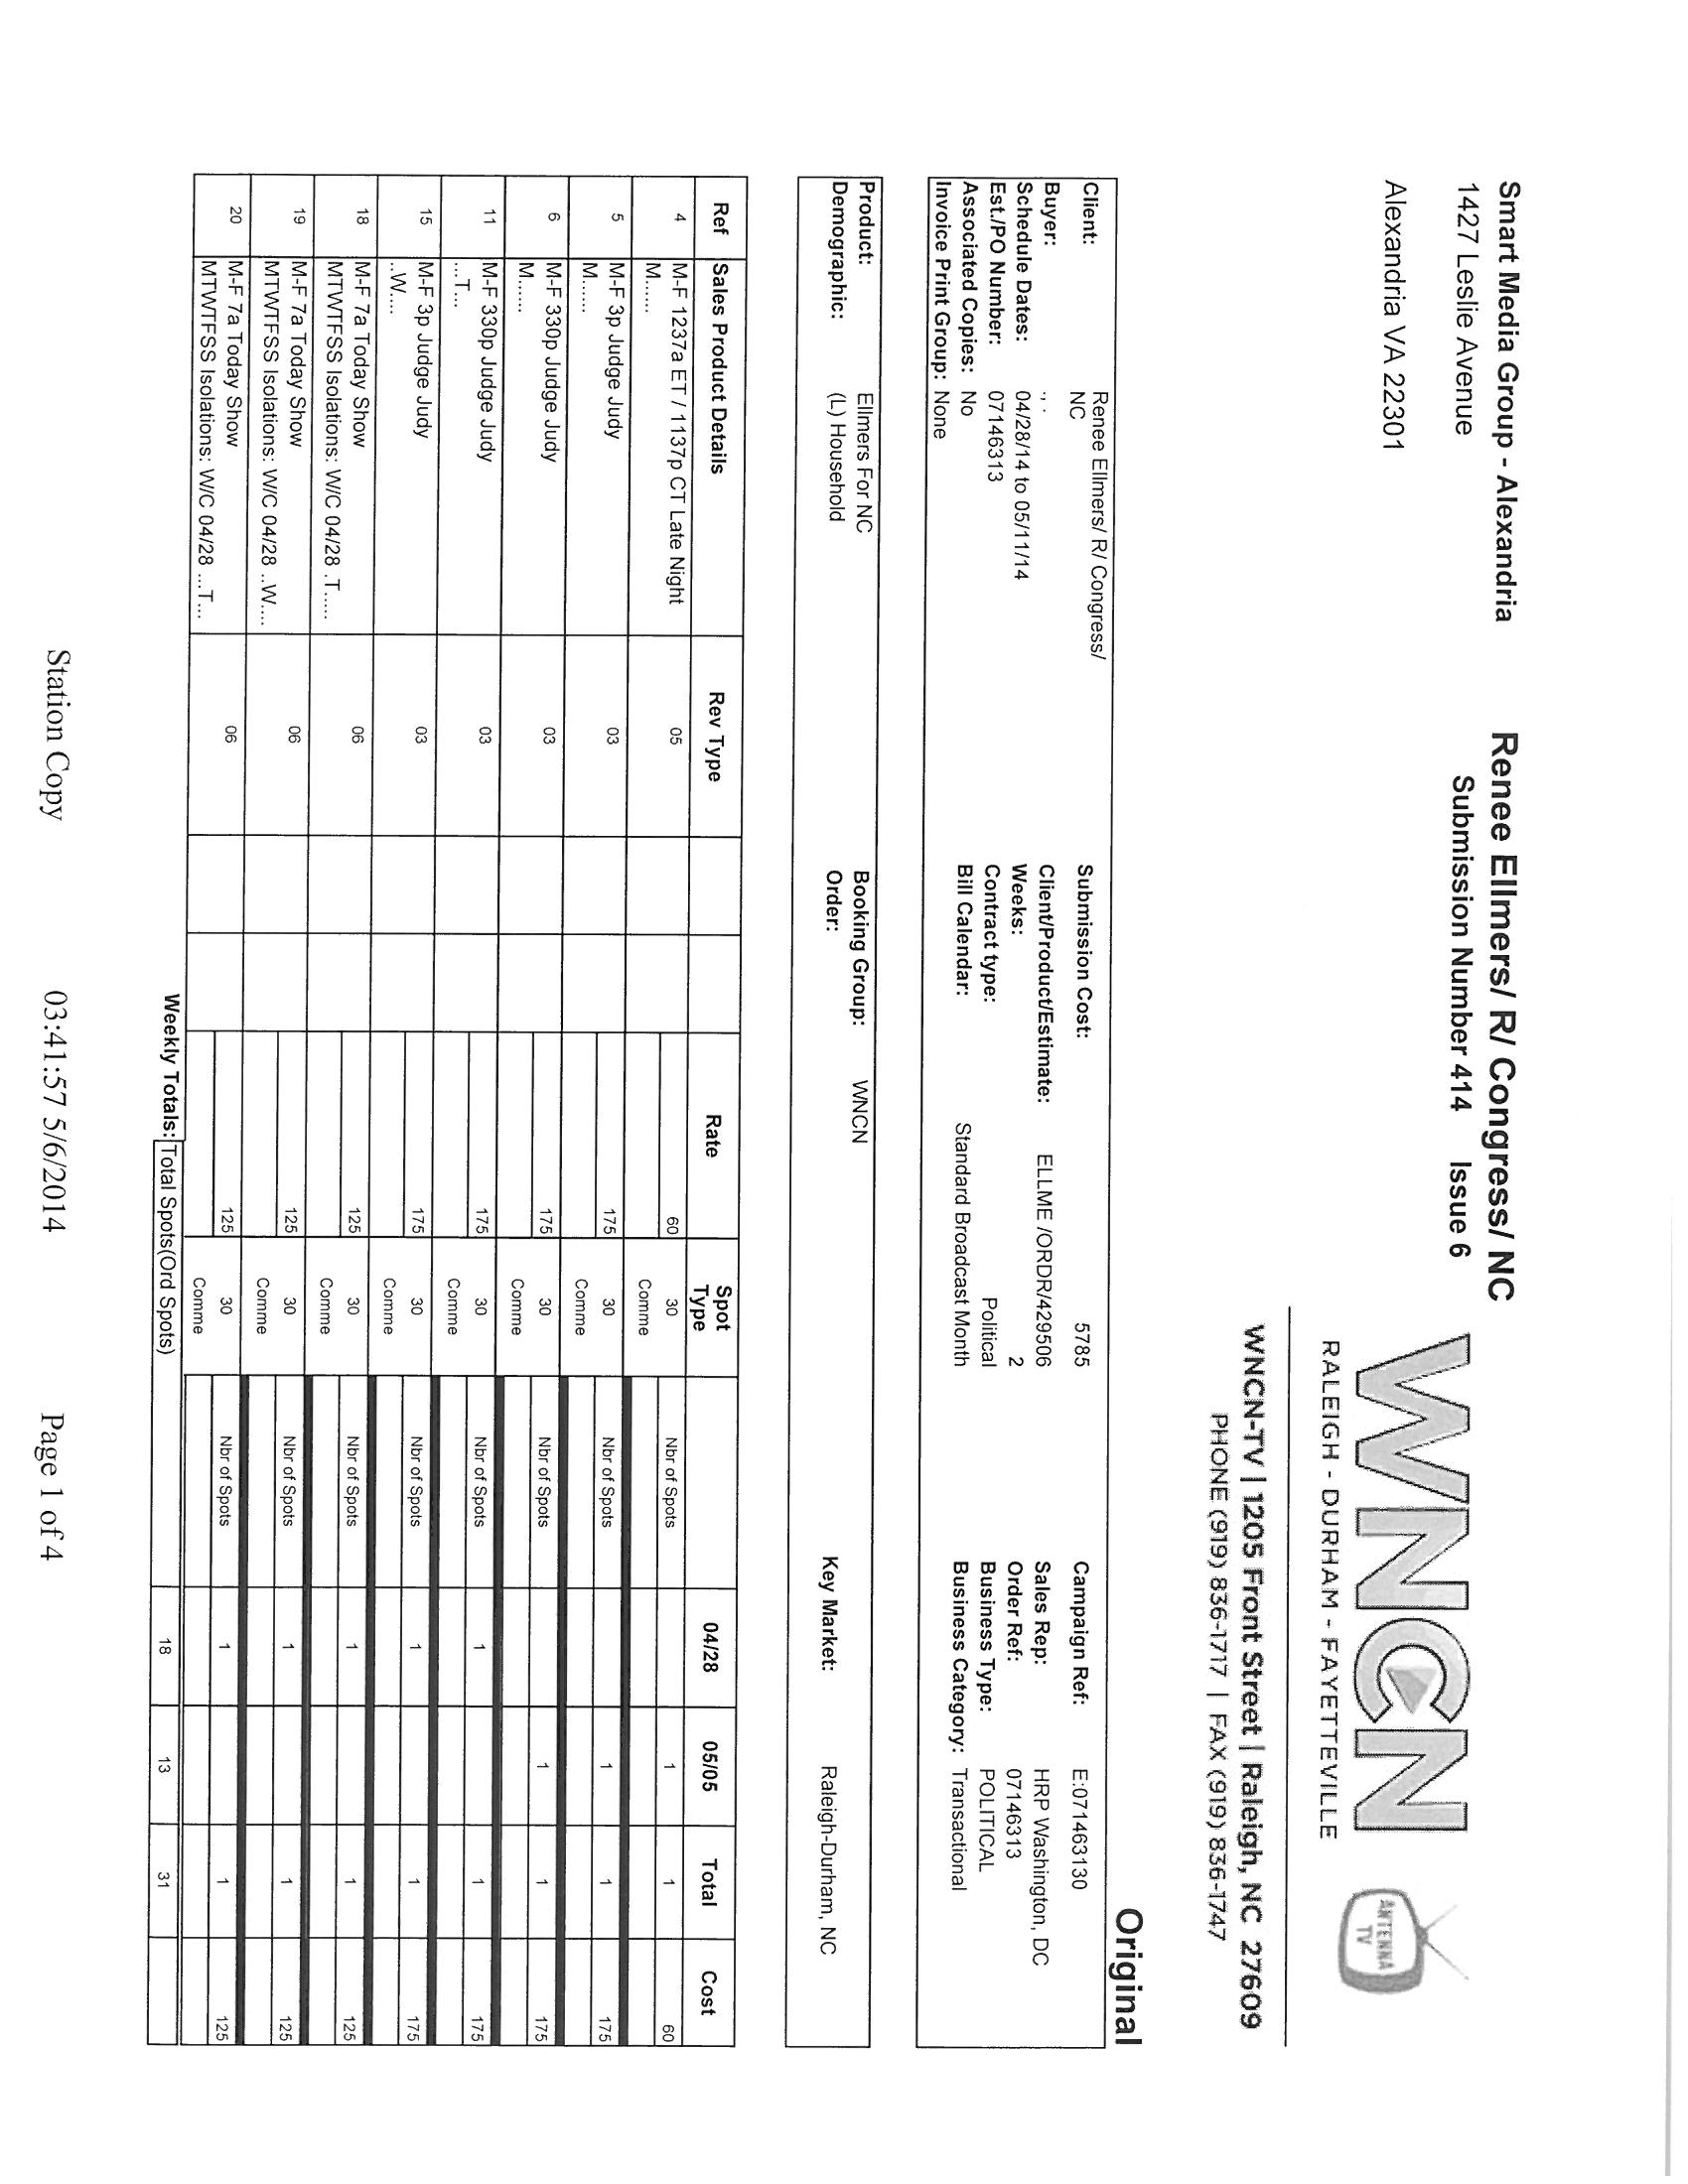 Smart Media Group - Alexandria
1427 Leslie Avenue
Alexandria VA 22301
Renee Ellmers/ R/ Congress/ NC
Submission Number 414 Issue 6
WNCN
RALEIGH - DURHAM - FAYETTEVILLE
ANTENNA TV
WNCN-TV | 1205 Front Street | Raleigh, NC 27609
PHONE (919) 836-1717 | FAX (919) 836-1747
Original
Client: Renee Ellmers/ R/ Congress/ NC
Buyer: ., .
Schedule Dates: 04/28/14 to 05/11/14
Est./PO Number: 07146313
Associated Copies: No
Invoice Print Group: None
Submission Cost: 5785
Client/Product/Estimate: ELLME /ORDR/429506
Weeks: 2
Contract type: Political
Bill Calendar: Standard Broadcast Month
Campaign Ref: E:071463130
Sales Rep: HRP Washington, DC
Order Ref: 07146313
Business Type: POLITICAL
Business Category: Transactional
Product: Ellmers For NC Booking Group: WNCN
Demographic: (L) Household Order: Key Market: Raleigh-Durham, NC
Ref Sales Product Details Rev Type Rate Spot Type 04/28 05/05 Total Cost
4 M-F 1237a ET / 1137p CT Late Night 05 60 30 Nbr of Spots 1 1 60
M...... Comme
5 M-F 3p Judge Judy 03 175 30 Nbr of Spots 1 1 175
M...... Comme
6 M-F 330p Judge Judy 03 175 30 Nbr of Spots 1 1 175
M...... Comme
11 M-F 330p Judge Judy 03 175 30 Nbr of Spots 1 1 175
...T... Comme
15 M-F 3p Judge Judy 03 175 30 Nbr of Spots 1 1 175
..W.... Comme
18 M-F 7a Today Show 06 125 30 Nbr of Spots 1 1 125
MTWTFSS Isolations: W/C 04/28 .T..... Comme
19 M-F 7a Today Show 06 125 30 Nbr of Spots 1 1 125
MTWTFSS Isolations: W/C 04/28 ..W.... Comme
20 M-F 7a Today Show 06 125 30 Nbr of Spots 1 1 125
MTWTFSS Isolations: W/C 04/28 ...T... Comme
Weekly Totals: Total Spots(Ord Spots) 18 13 31
Station Copy 03:41:57 5/6/2014 Page 1 of 4